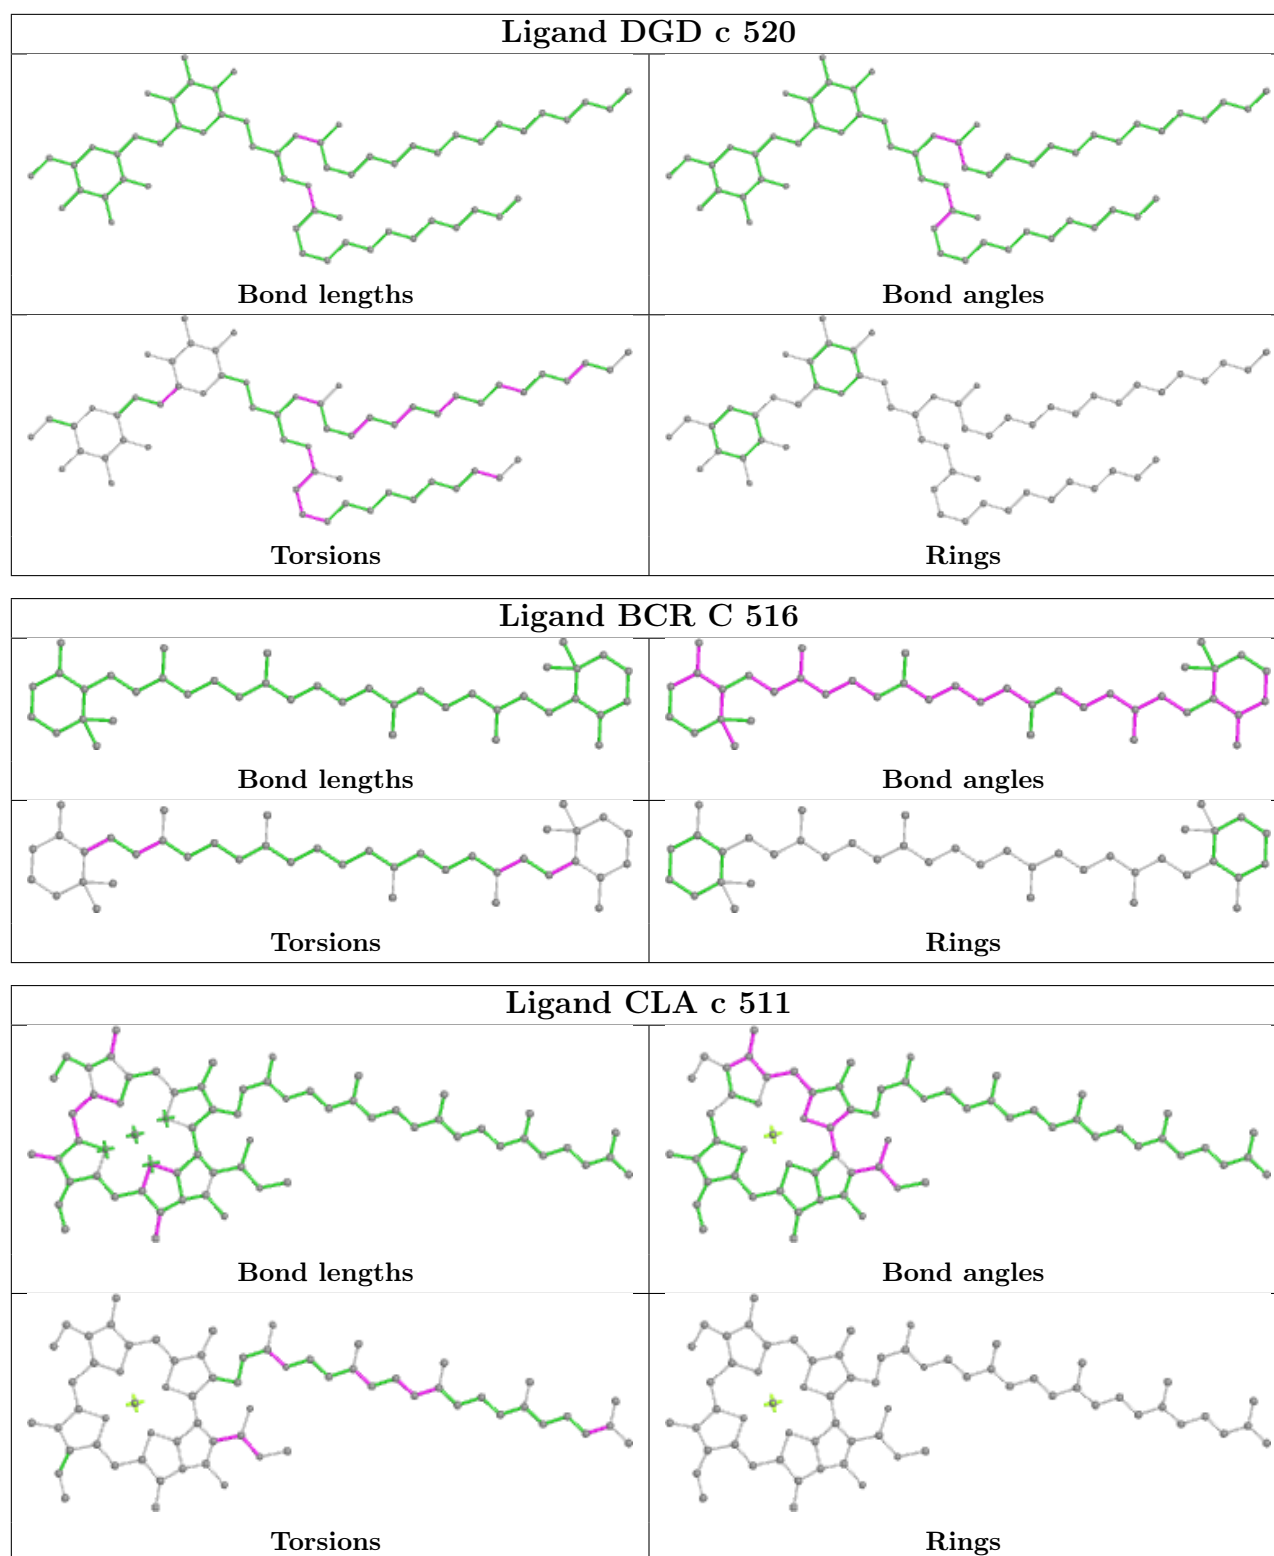 Ligand DGD c 520
Bond lengths
Bond angles
Torsions
Rings
Ligand BCR C 516
Bond lengths
Bond angles
Torsions
Rings
Ligand CLA c 511
Bond lengths
Bond angles
Torsions
Rings